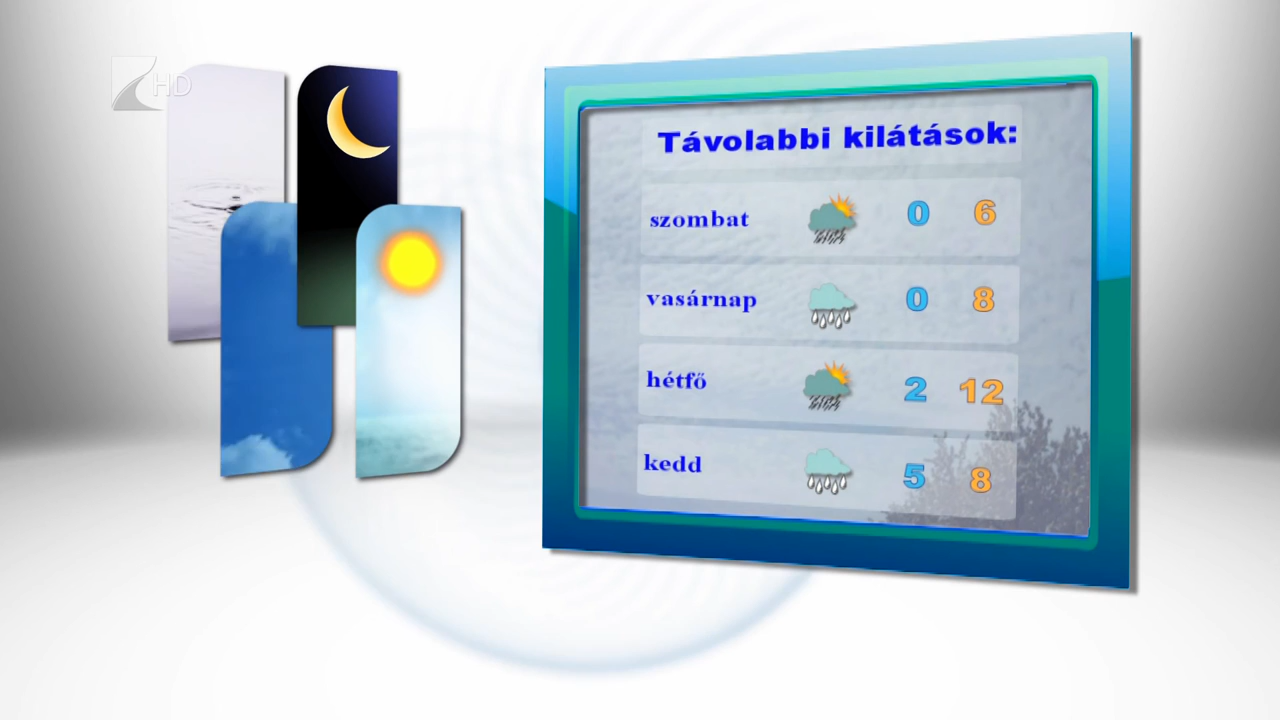 HD
Távolabbi kilátások:
szombat 0 6
vasárnap 0 8
hétfő 2 12
kedd 5 8